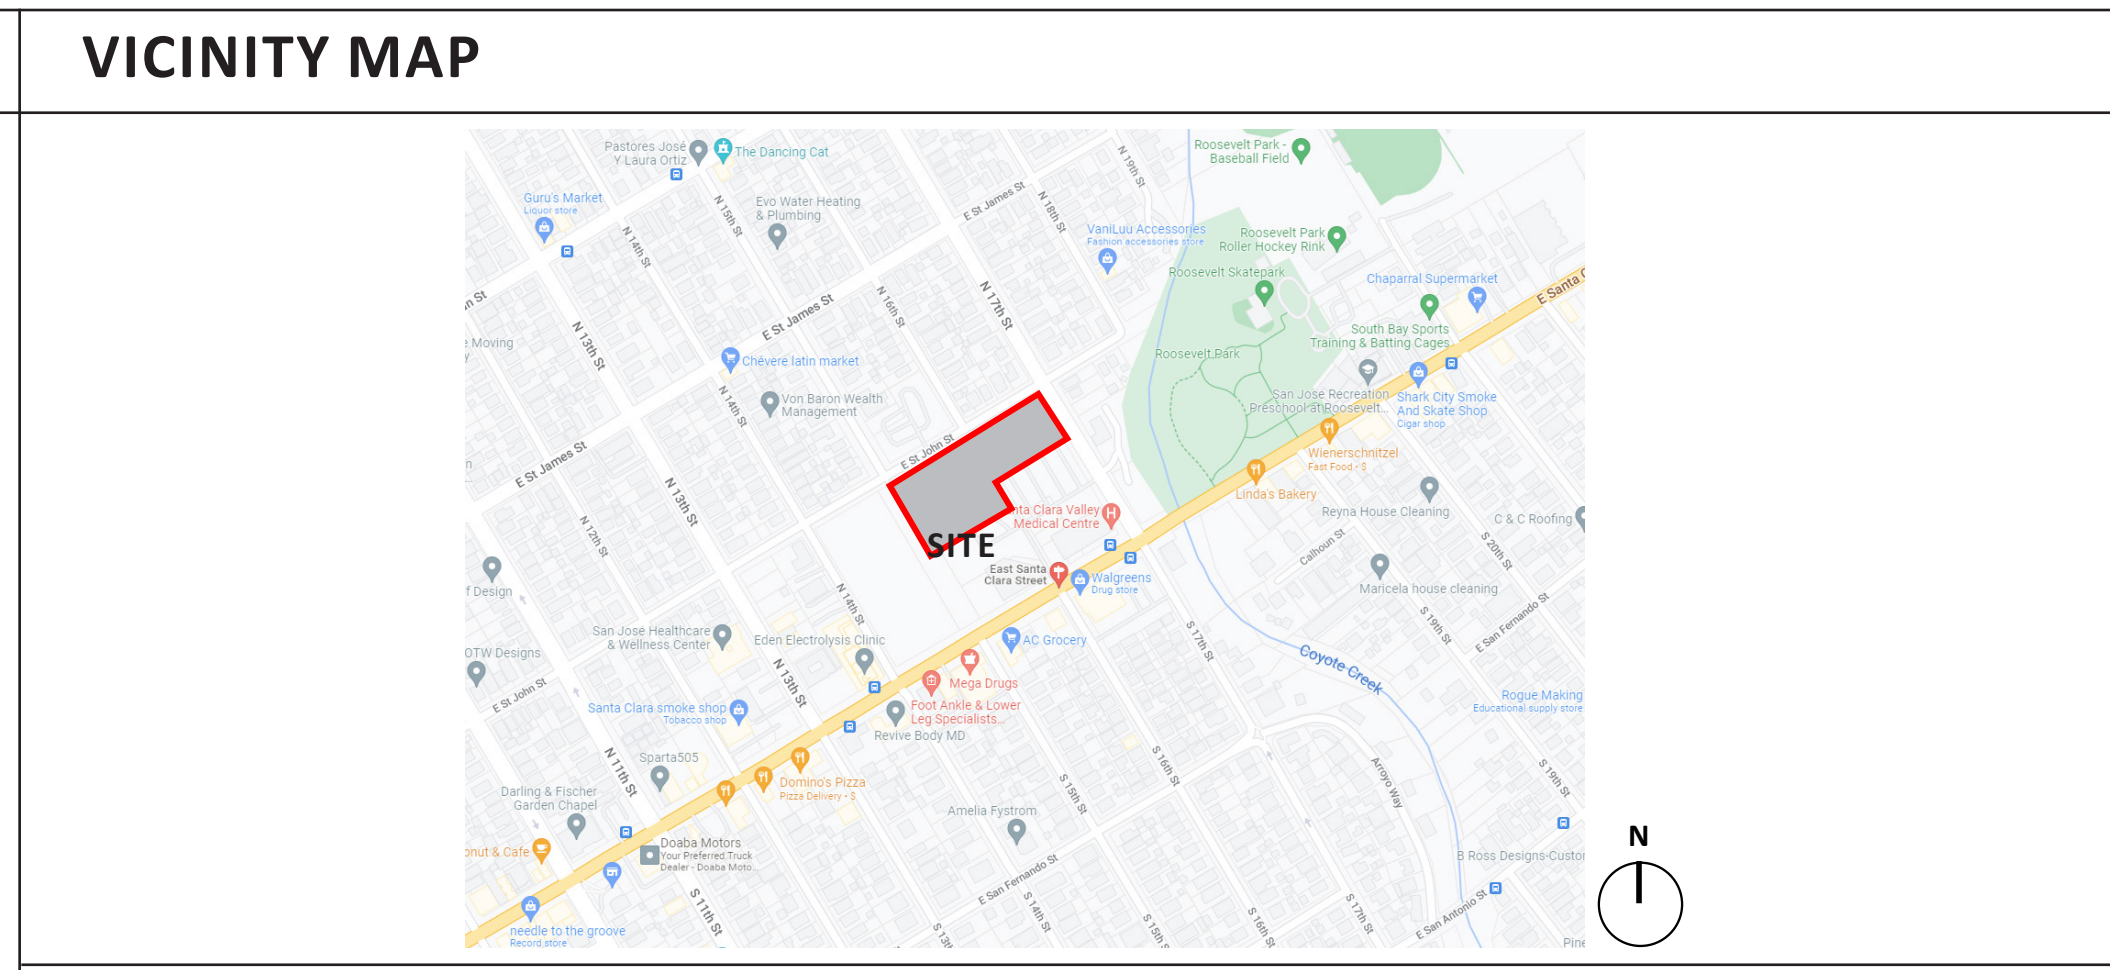 VICINITY MAP
Pastores José
Y Laura Ortiz
The Dancing Cat
N 19th St
Roosevelt Park -
Baseball Field
Guru's Market
Liquor store
N 15th St
Evo Water Heating
& Plumbing
E St James St
N 18th St
N 14th St
VaniLuu Accessories
Fashion accessories store
Roosevelt Park
Roller Hockey Rink
Roosevelt Skatepark
Chaparral Supermarket
E Santa
n St
E St James St
N 16th St
N 17th St
N 13th St
South Bay Sports
Training & Batting Cages
Moving
Chévere latin market
Roosevelt Park
N 14th St
Von Baron Wealth
Management
San Jose Recreation
Preschool at Roosevelt...
Shark City Smoke
And Skate Shop
Cigar shop
E St John St
E St James St
Wienerschnitzel
Fast Food • $
N 13th St
Linda's Bakery
N 12th St
nta Clara Valley
Medical Centre
Reyna House Cleaning
C & C Roofing
S 20th St
Calhoun St
SITE
East Santa
Clara Street
Walgreens
Drug store
f Design
N 14th St
Maricela house cleaning
San Jose Healthcare
& Wellness Center
Eden Electrolysis Clinic
AC Grocery
S 17th St
S 19th St
E San Fernando St
OTW Designs
N 13th St
Mega Drugs
Coyote Creek
E St John St
Santa Clara smoke shop
Tobacco shop
Foot Ankle & Lower
Leg Specialists...
Rogue Making
Educational supply store
Revive Body MD
Sparta505
N 11th St
S 16th St
S 15th St
Arroyo Way
S 19th St
Domino's Pizza
Pizza Delivery • $
Darling & Fischer
Garden Chapel
Amelia Fystrom
N
Doaba Motors
Your Preferred Truck
Dealer - Doaba Moto...
onut & Cafe
B Ross Designs-Custor
E San Fernando St
S 11th St
S 14th St
S 15th S
S 16th St
S 17th St
E San Antonio St
needle to the groove
Record store
S 13th
Pine